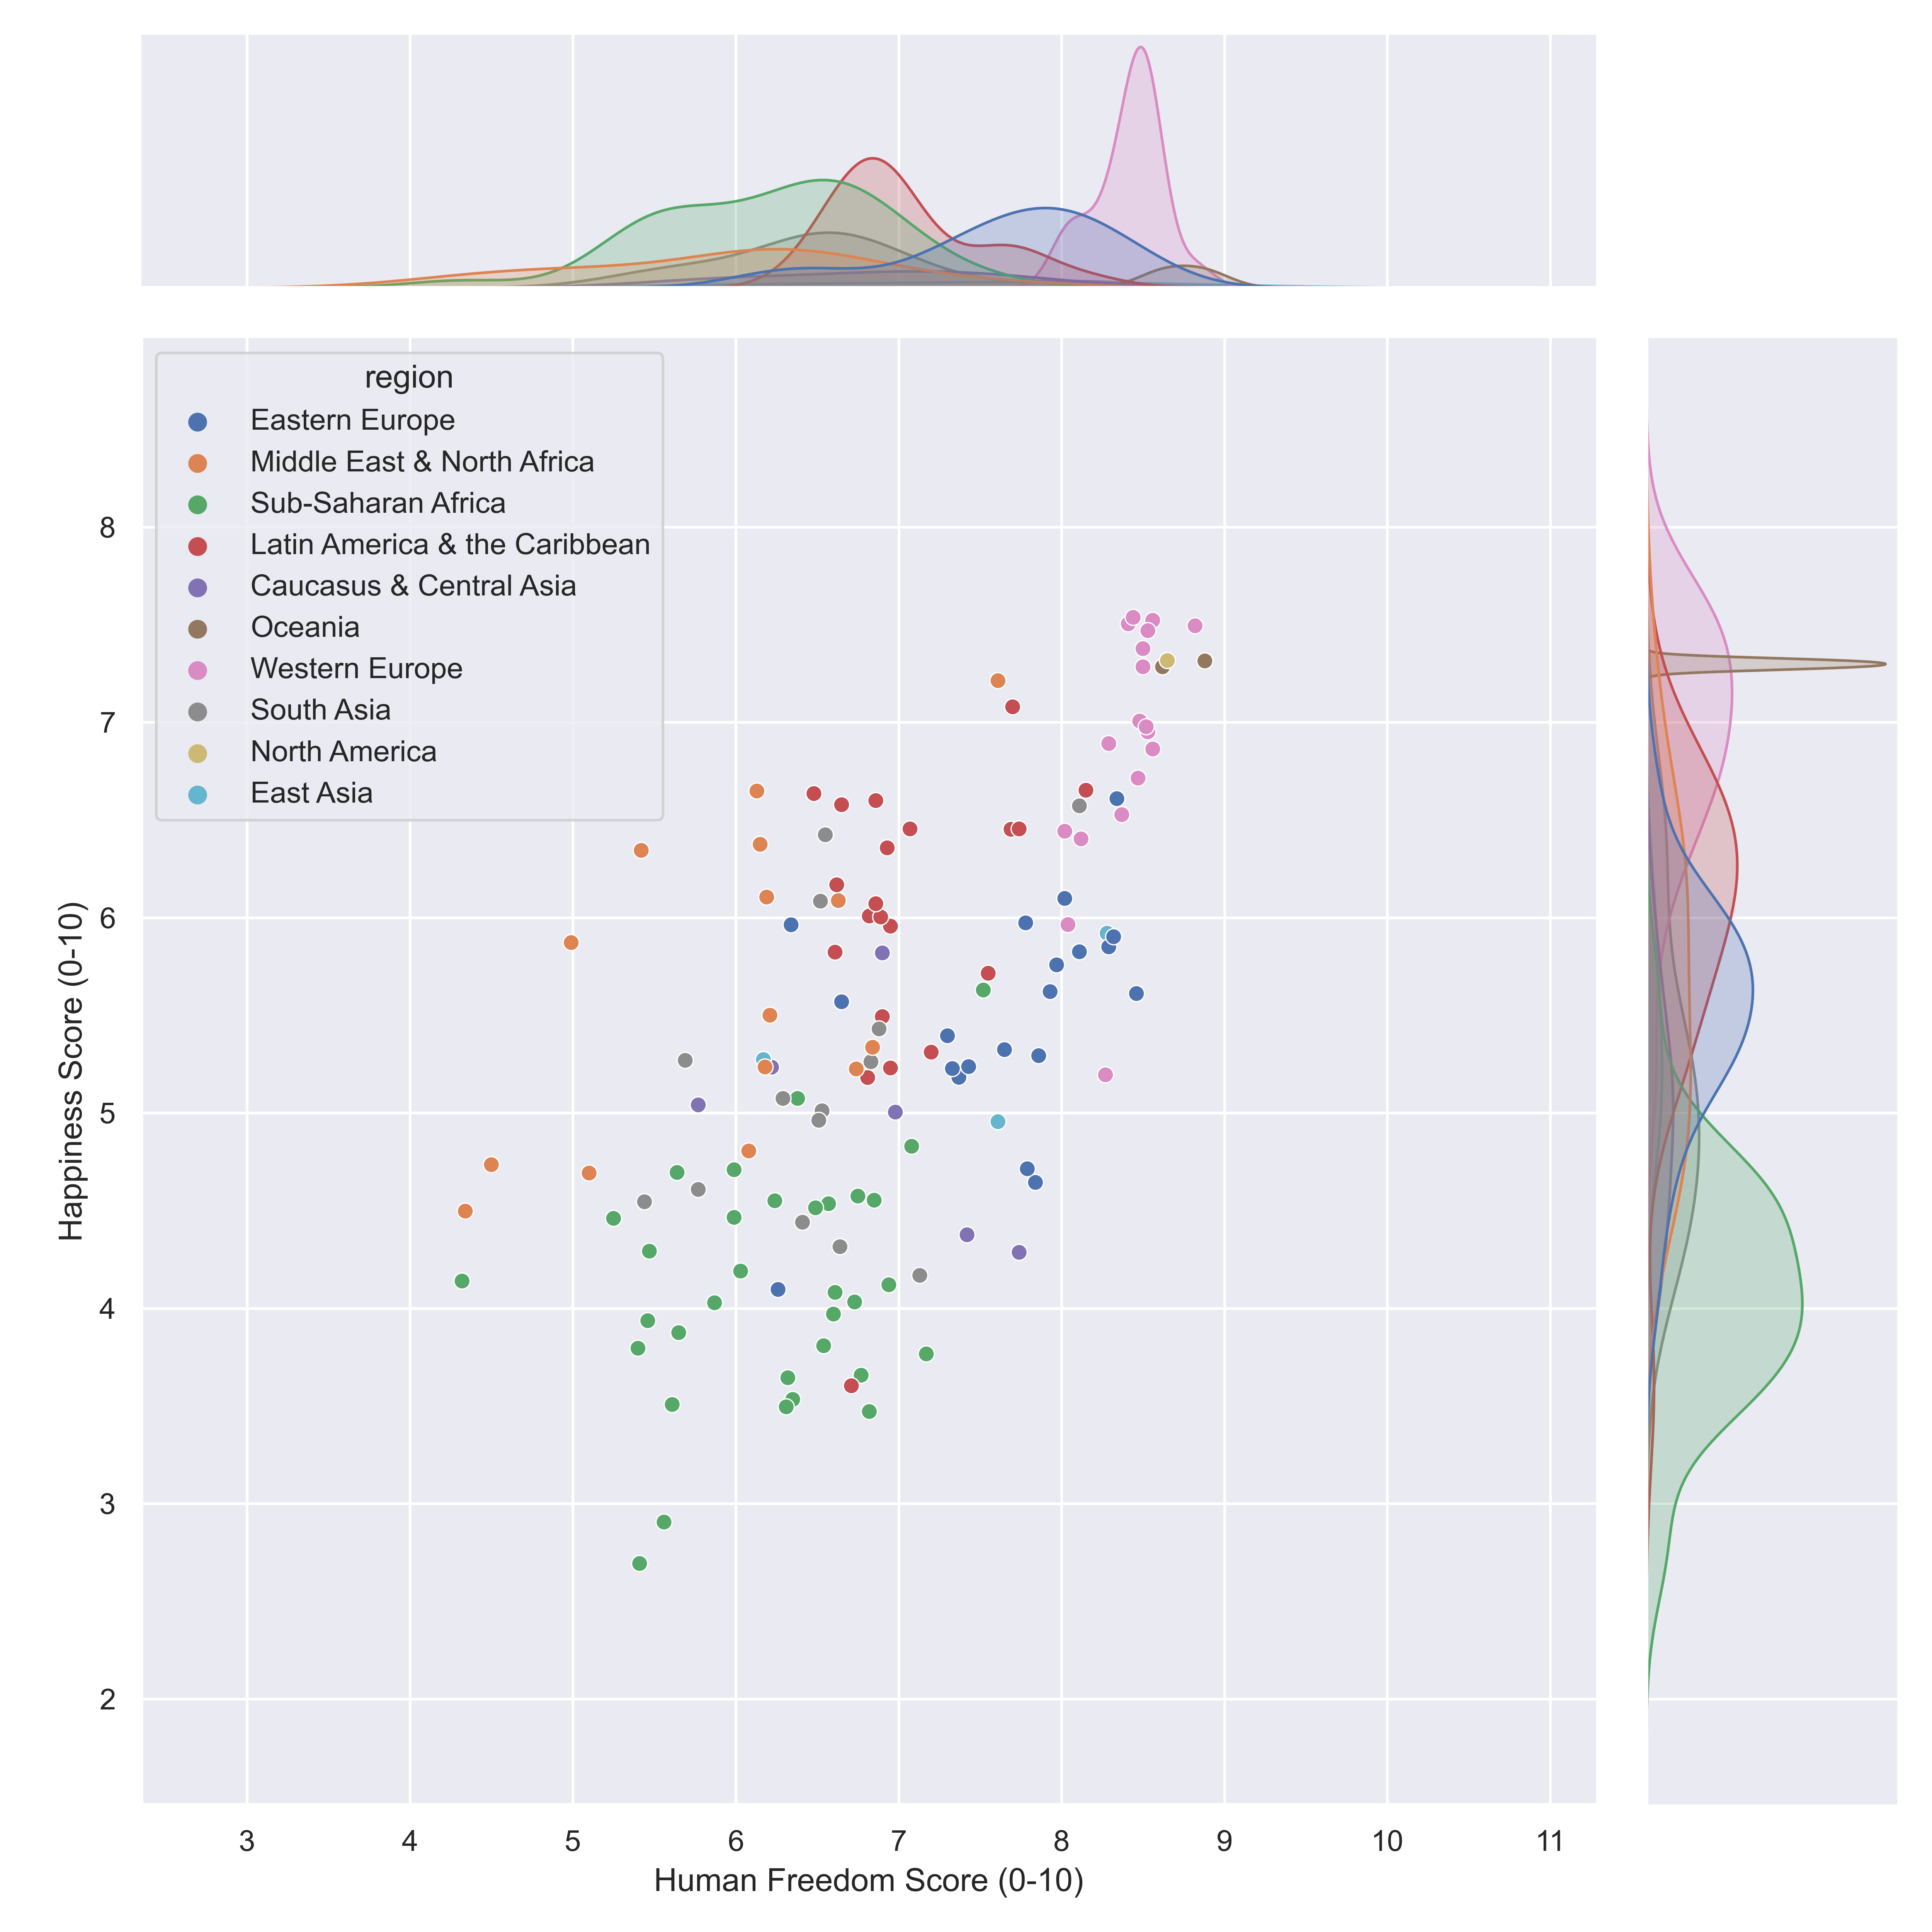 region
Eastern Europe
Middle East & North Africa
Sub-Saharan Africa
Latin America & the Caribbean
Caucasus & Central Asia
Oceania
Western Europe
South Asia
North America
East Asia
8
7
6
5
4
3
2
Happiness Score (0-10)
3 4 5 6 7 8 9 10 11
Human Freedom Score (0-10)